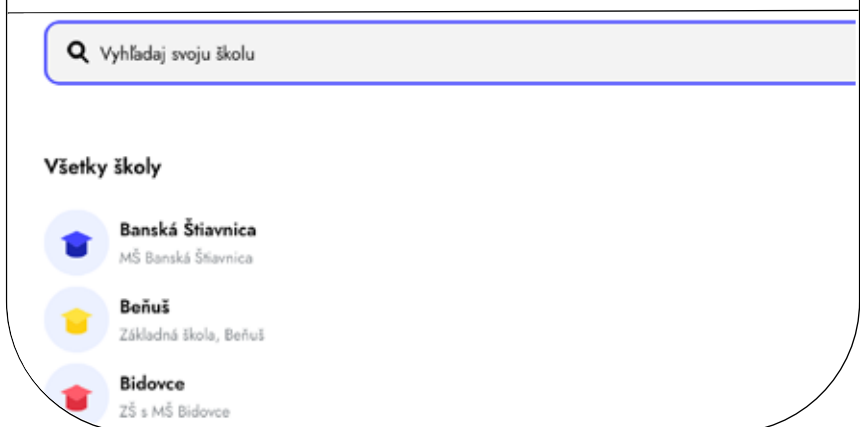 Vyhľadaj svoju školu
Všetky školy
Banská Štiavnica
MŠ Banská Štiavnica
Beňuš
Základná škola, Beňuš
Bidovce
ZŠ s MŠ Bidovce